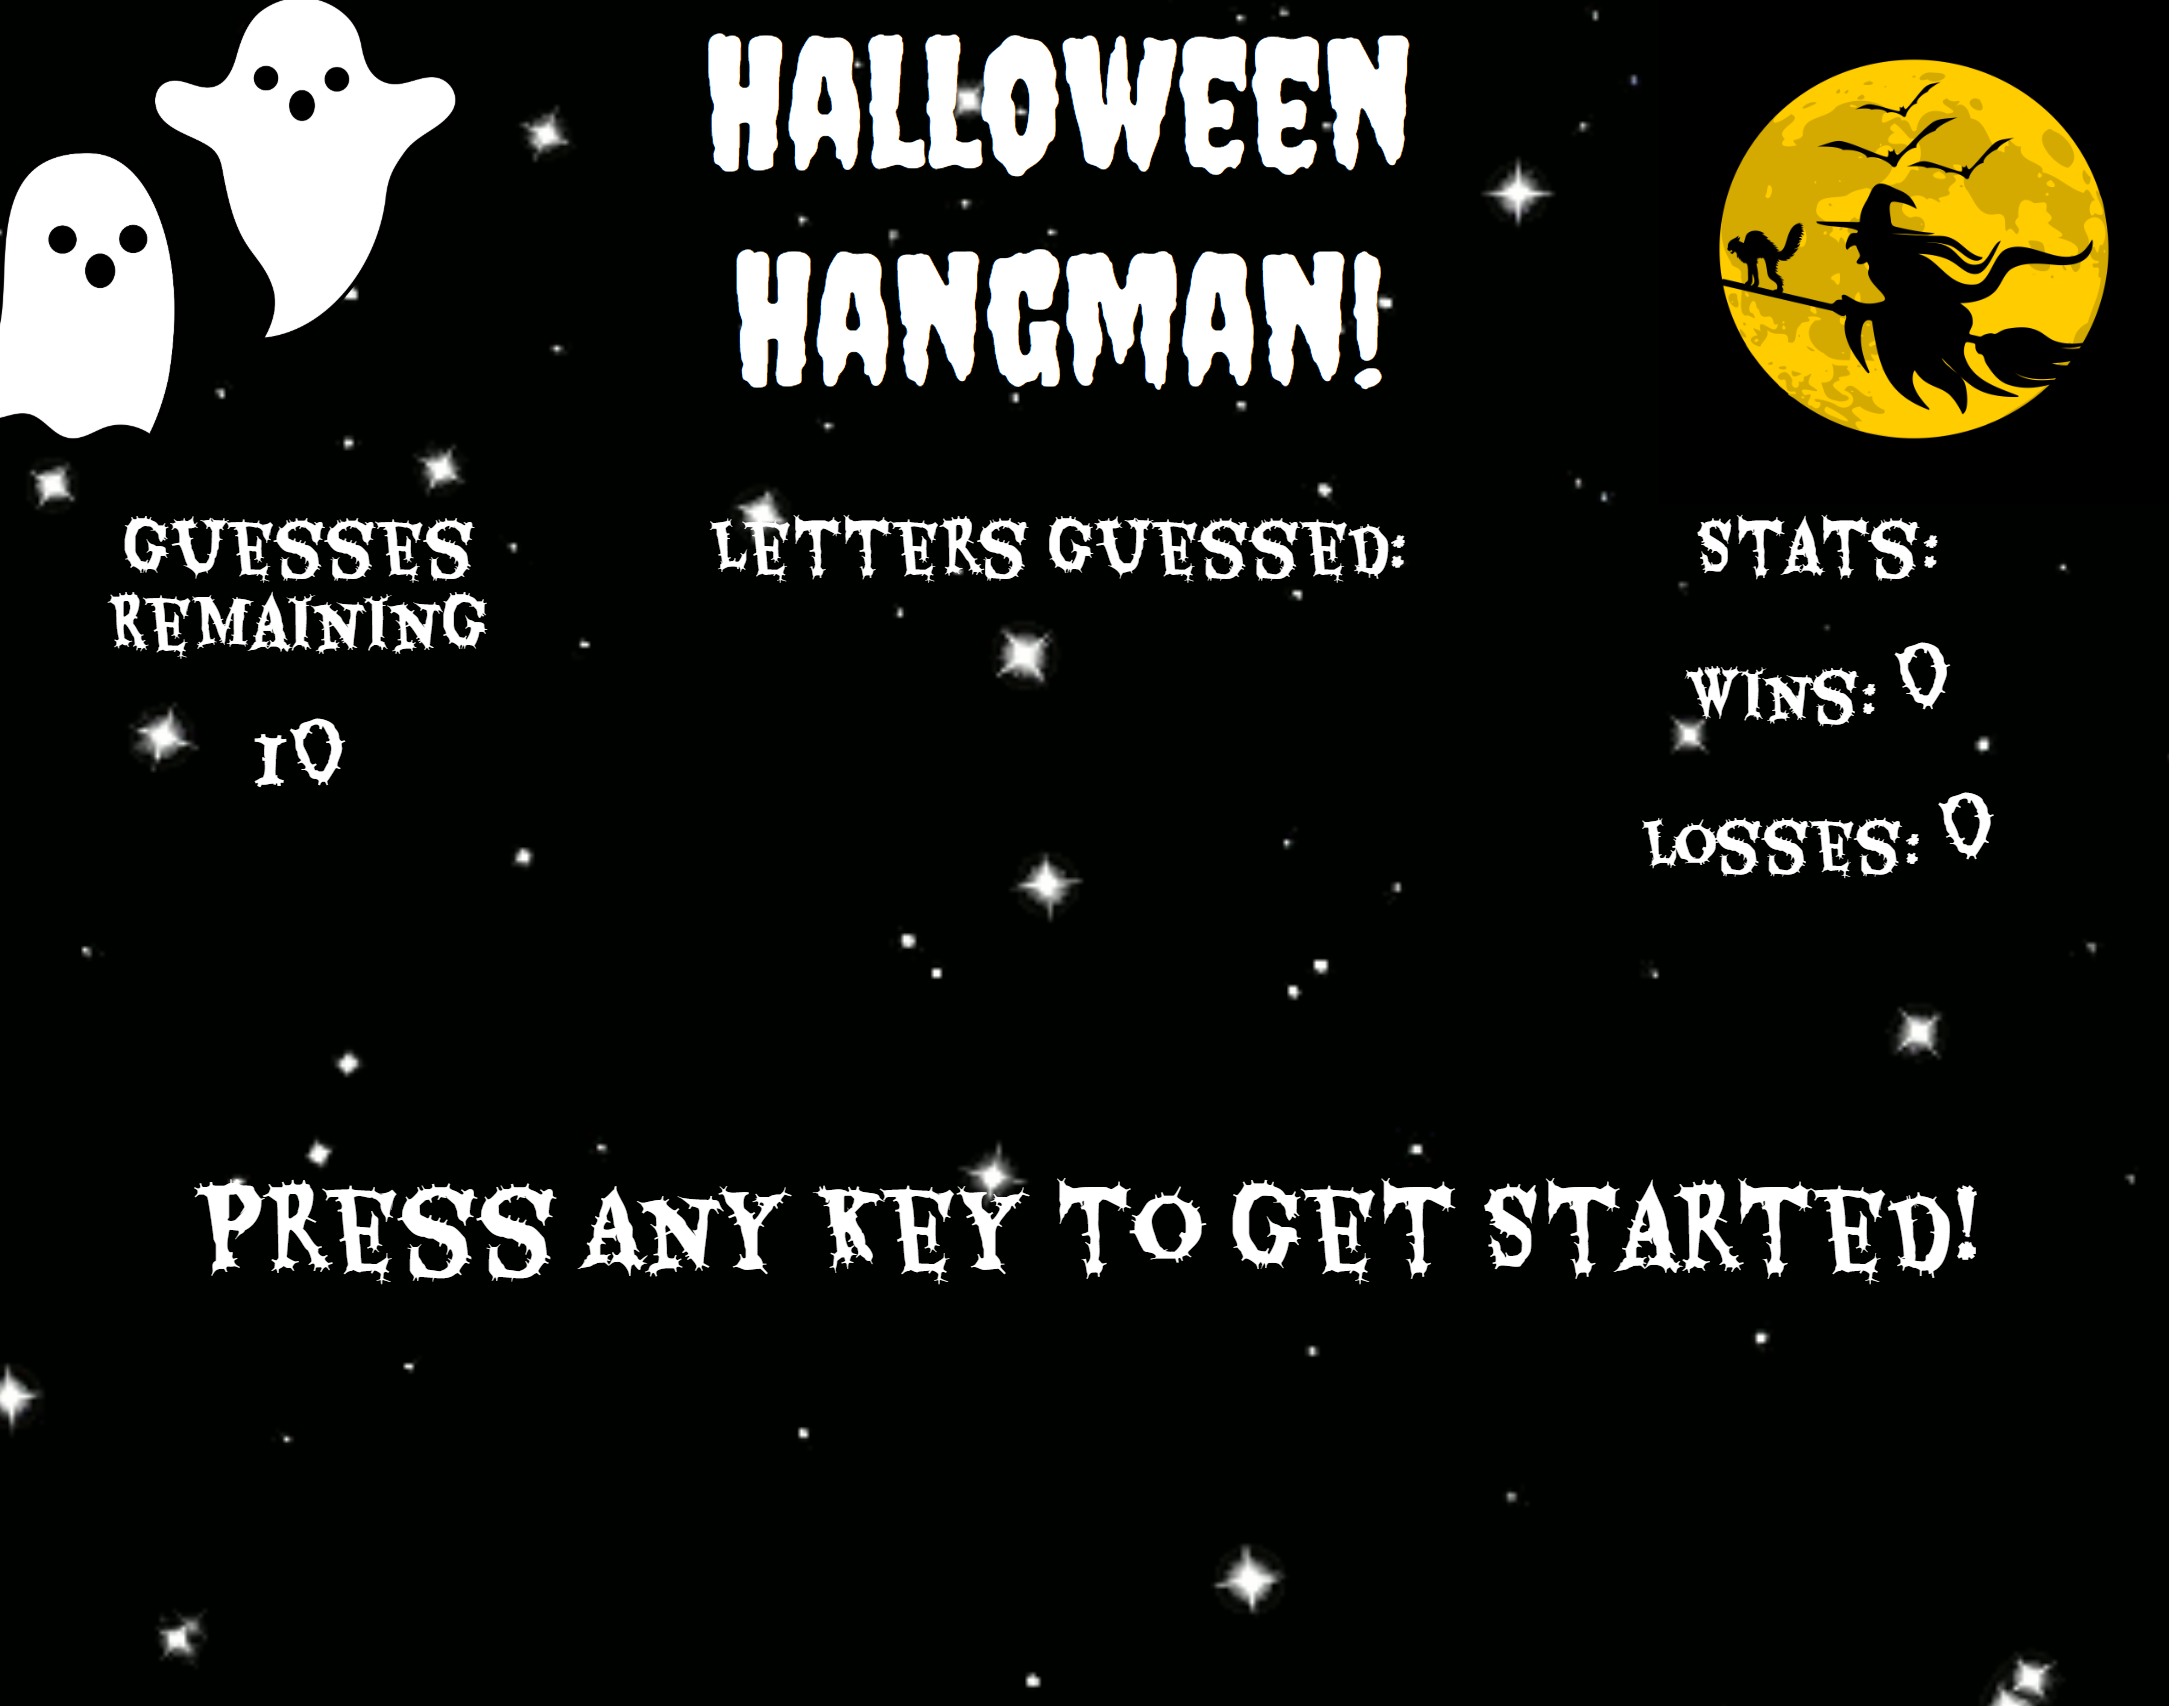 HALLOWEEN
HANGMAN!
GUESSES
REMAINING
10
LETTERS GUESSED:
STATS:
WINS: 0
LOSSES: 0
PRESS ANY KEY TO GET STARTED!